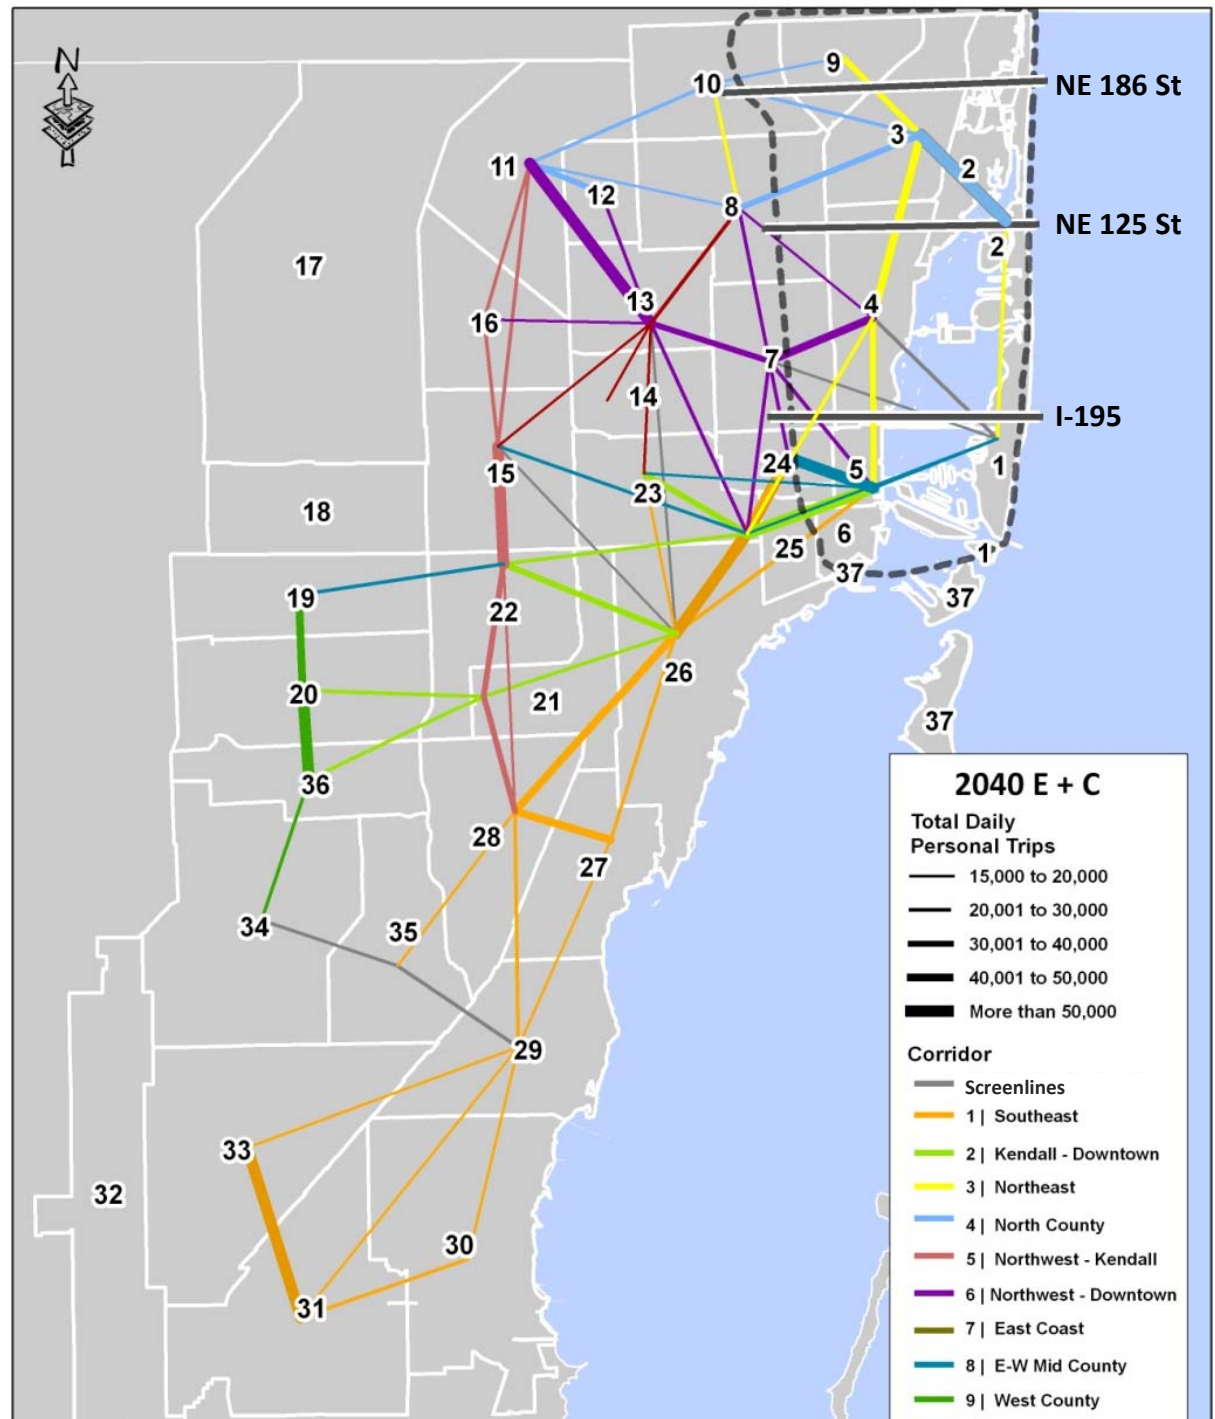 N
9
10
NE 186 St
3
2
11
12
8
NE 125 St
2
17
13
4
16
7
14
I-195
15
24
5
1
23
18
6
25
1
37
19
37
22
26
20
21
37
36
28
27
34
35
29
33
32
30
31
2040 E + C
Total Daily
Personal Trips
15,000 to 20,000
20,001 to 30,000
30,001 to 40,000
40,001 to 50,000
More than 50,000
Corridor
Screenlines
1 | Southeast
2 | Kendall - Downtown
3 | Northeast
4 | North County
5 | Northwest - Kendall
6 | Northwest - Downtown
7 | East Coast
8 | E-W Mid County
9 | West County